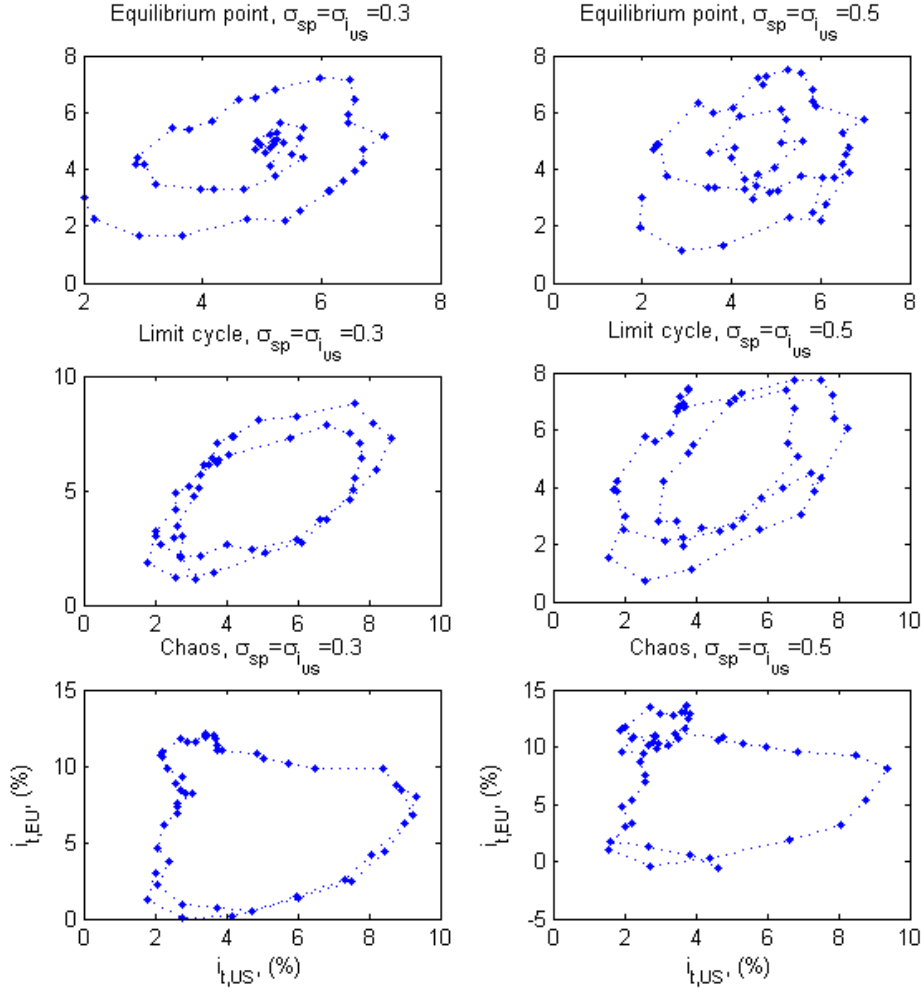 Equilibrium point, σsp=σius=0.3
Equilibrium point, σsp=σius=0.5
8
6
4
2
0
2 4 6 8
8
6
4
2
0
0 2 4 6 8
Limit cycle, σsp=σius=0.3
Limit cycle, σsp=σius=0.5
10
5
0
0 2 4 6 8 10
8
6
4
2
0
0 2 4 6 8 10
Chaos, σsp=σius=0.3
Chaos, σsp=σius=0.5
it,EU, (%)
15
10
5
0
0 2 4 6 8 10
it,US, (%)
it,EU, (%)
15
10
5
0
-5
0 2 4 6 8 10
it,US, (%)